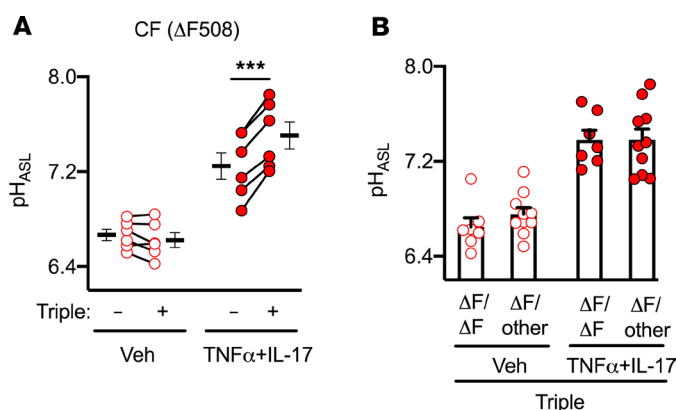 A
CF (ΔF508)
***
8.0
7.2
6.4
pHASL
Triple: – + – +
Veh TNFα+IL-17
B
8.0
7.2
6.4
pHASL
ΔF/ ΔF/ ΔF/ ΔF/
ΔF other ΔF other
Veh TNFα+IL-17
Triple